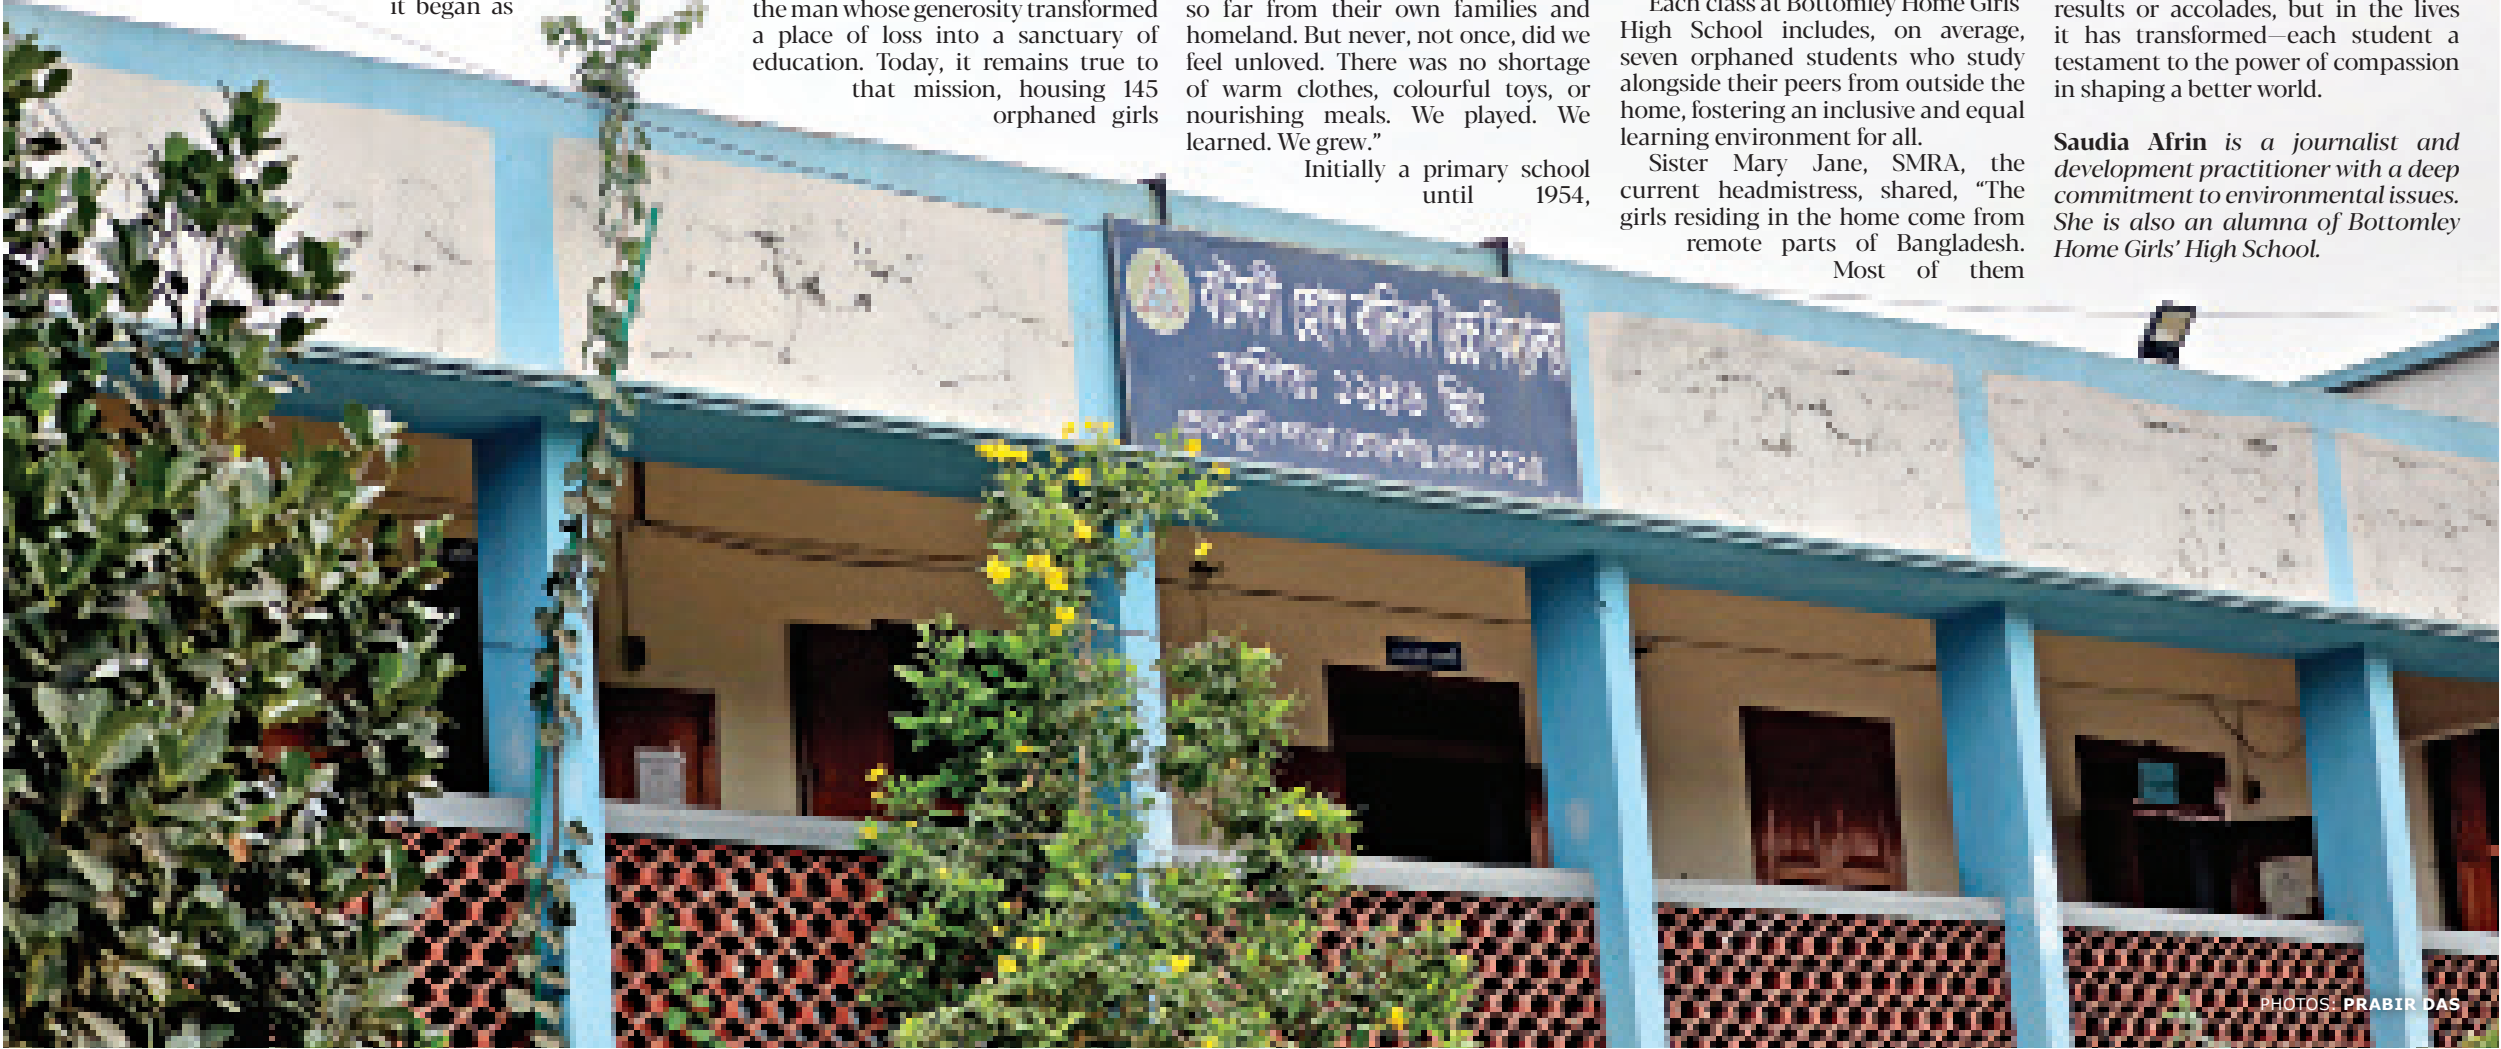 it began as
the man whose generosity transformed
a place of loss into a sanctuary of
education. Today, it remains true to
that mission, housing 145
orphaned girls
so far from their own families and
homeland. But never, not once, did we
feel unloved. There was no shortage
of warm clothes, colourful toys, or
nourishing meals. We played. We
learned. We grew.”
Initially a primary school
until 1954,
Each class at Bottomley Home Girls’
High School includes, on average,
seven orphaned students who study
alongside their peers from outside the
home, fostering an inclusive and equal
learning environment for all.
Sister Mary Jane, SMRA, the
current headmistress, shared, “The
girls residing in the home come from
remote parts of Bangladesh.
Most of them
results or accolades, but in the lives
it has transformed—each student a
testament to the power of compassion
in shaping a better world.
Saudia Afrin is a journalist and
development practitioner with a deep
commitment to environmental issues.
She is also an alumna of Bottomley
Home Girls’ High School.
বটমলী হোম বালিকা উচ্চ বিদ্যালয়
স্থাপিতঃ
PHOTOS: PRABIR DAS